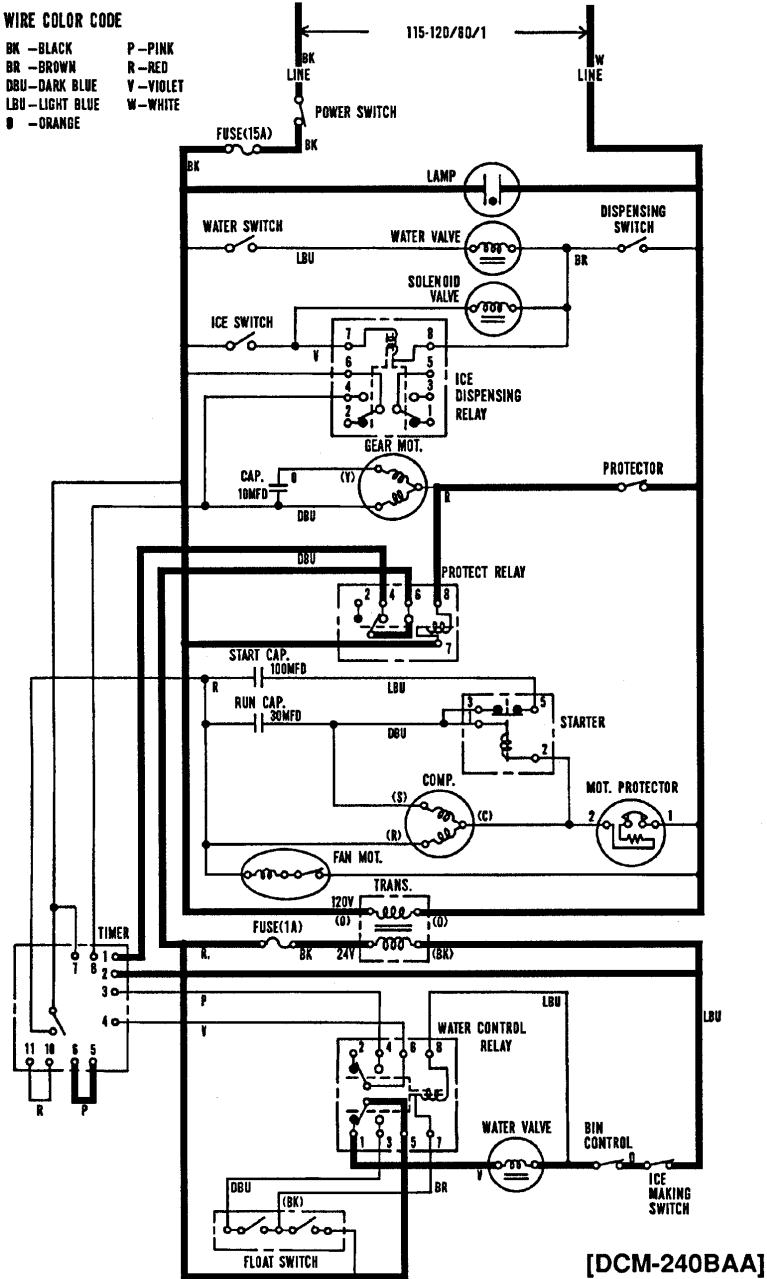 WIRE COLOR CODE
BK -BLACK P-PINK
BR -BROWN R-RED
DBU-DARK BLUE V-VIOLET
LBU-LIGHT BLUE W-WHITE
O -ORANGE
115-120/60/1
BK
LINE
W
LINE
POWER SWITCH
FUSE(15A)
BK
BK
LAMP
WATER SWITCH
LBU
WATER VALVE
DISPENSING
SWITCH
BR
SOLENOID
VALVE
ICE SWITCH
V
7 8
6 5
4 3
2 1
ICE
DISPENSING
RELAY
GEAR MOT.
CAP.
10MFD
O
(Y)
DBU
R
PROTECTOR
DBU
PROTECT RELAY
2 4 6 8
7
START CAP.
100MFD
R
LBU
RUN CAP.
30MFD
DBU
3 5
2
STARTER
COMP.
(S)
(R)
(C)
MOT. PROTECTOR
2 1
FAN MOT.
TRANS.
120V
(O) (O)
FUSE(1A)
R.
BK
24V
(BK)
TIMER
7 8 1
2
3
4
P
V
11 10 6 5
R
P
LBU
LBU
WATER CONTROL
RELAY
2 4 6 8
1 3 5 7
WATER VALVE
V
BIN
CONTROL
O
ICE
MAKING
SWITCH
DBU
(BK)
BR
FLOAT SWITCH
[DCM-240BAA]